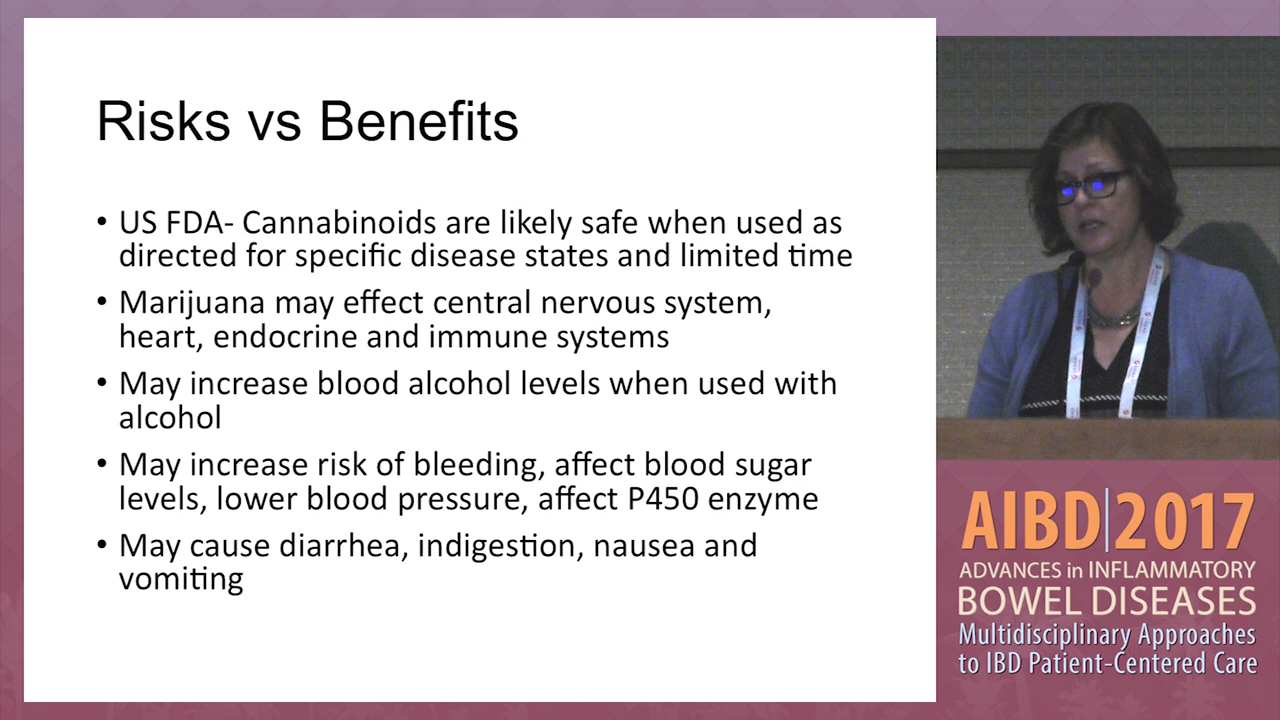 Risks vs Benefits
• US FDA- Cannabinoids are likely safe when used as
directed for specific disease states and limited time
• Marijuana may effect central nervous system,
heart, endocrine and immune systems
• May increase blood alcohol levels when used with
alcohol
• May increase risk of bleeding, affect blood sugar
levels, lower blood pressure, affect P450 enzyme
• May cause diarrhea, indigestion, nausea and
vomiting
AIBD|2017
ADVANCES in INFLAMMATORY
BOWEL DISEASES
Multidisciplinary Approaches
to IBD Patient-Centered Care